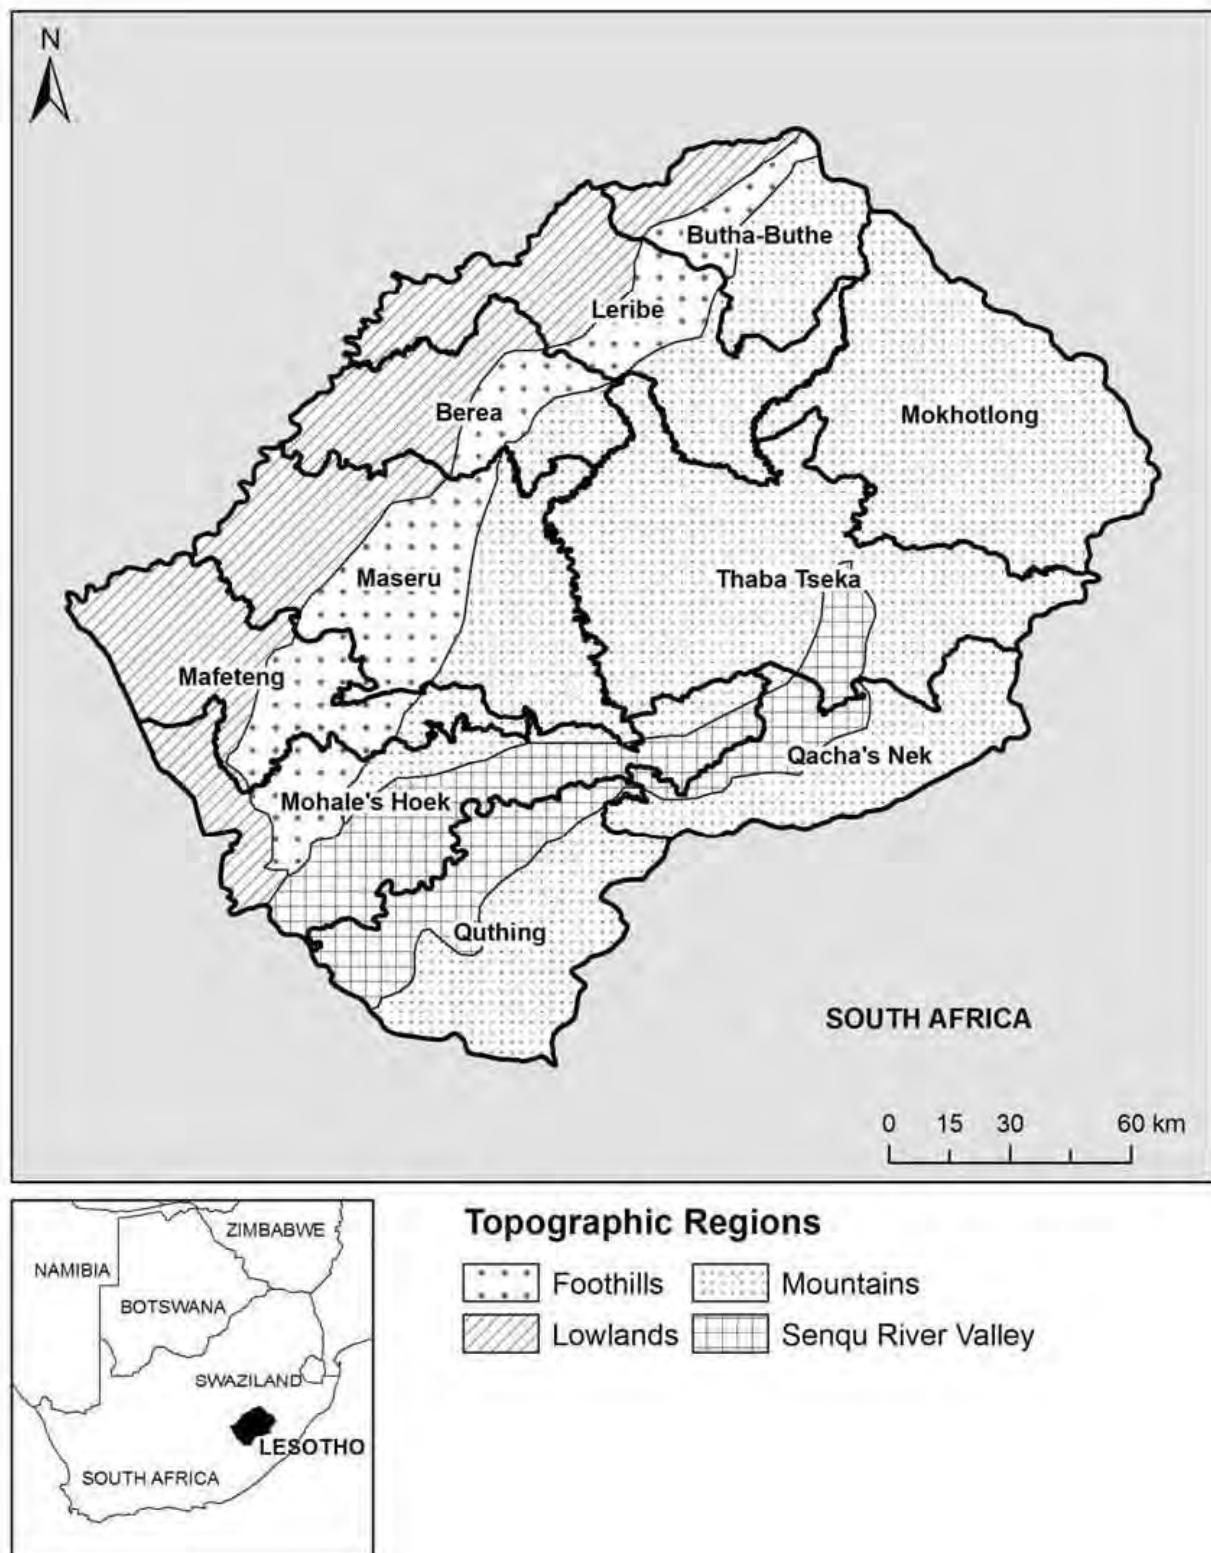 N
Butha-Buthe
Leribe
Berea
Mokhotlong
Maseru
Thaba Tseka
Mafeteng
Qacha's Nek
Mohale's Hoek
Quthing
SOUTH AFRICA
0 15 30 60 km
ZIMBABWE
NAMIBIA
BOTSWANA
SWAZILAND
LESOTHO
SOUTH AFRICA
Topographic Regions
Foothills Mountains
Lowlands Senqu River Valley